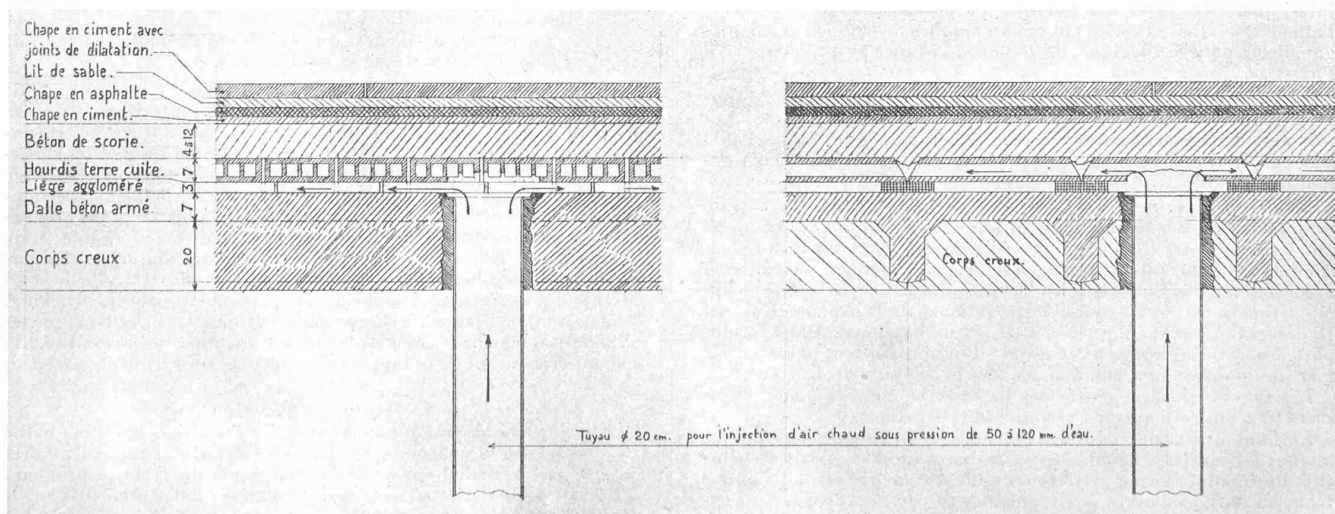 Chape en ciment avec
joints de dilatation.
Lit de sable.
Chape en asphalte
Chape en ciment.
Béton de scorie.
4 à 12
Hourdis terre cuite.
7
Liège aggloméré
3
Dalle béton armé
7
Corps creux
20
Corps creux.
Tuyau ø 20 cm. pour l'injection d'air chaud sous pression de 50 à 120 mm. d'eau.